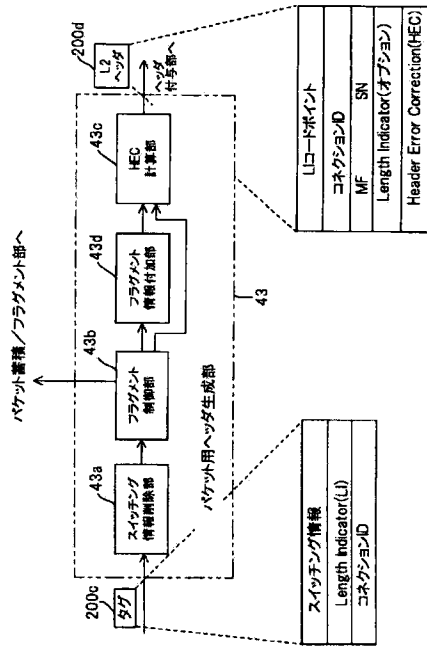 パケット蓄積/フラグメント部へ
200c
タグ
43a
スイッチング
情報削除部
43b
フラグメント
制御部
43d
フラグメント
情報付加部
43c
HEC
計算部
200d
L2
ヘッダ
ヘッダ
付与部へ
パケット用ヘッダ生成部
43
スイッチング情報
Length Indicator(LI)
コネクションID
LIコードポイント
コネクションID
MF SN
Length Indicator(オプション)
Header Error Correction(HEC)